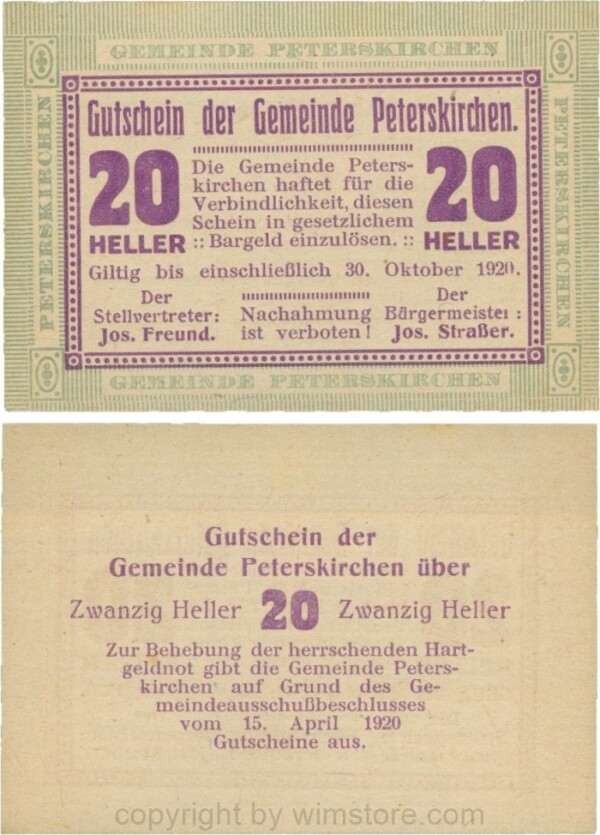 GEMEINDE PETERSKIRCHEN
PETERSKIRCHEN
PETERSKIRCHEN
Gutschein der Gemeinde Peterskirchen.
20
HELLER
Die Gemeinde Peters-
kirchen haftet für die
Verbindlichkeit, diesen
Schein in gesetzlichem
:: Bargeld einzulösen. ::
20
HELLER
Giltig bis einschließlich 30. Oktober 1920.
Der
Stellvertreter:
Jos. Freund.
Nachahmung
ist verboten!
Der
Bürgermeister:
Jos. Straßer.
GEMEINDE PETERSKIRCHEN
Gutschein der
Gemeinde Peterskirchen über
Zwanzig Heller 20 Zwanzig Heller
Zur Behebung der herrschenden Hart-
geldnot gibt die Gemeinde Peters-
kirchen auf Grund des Ge-
meindeausschußbeschlusses
vom 15. April 1920
Gutscheine aus.
copyright by wimstore.com